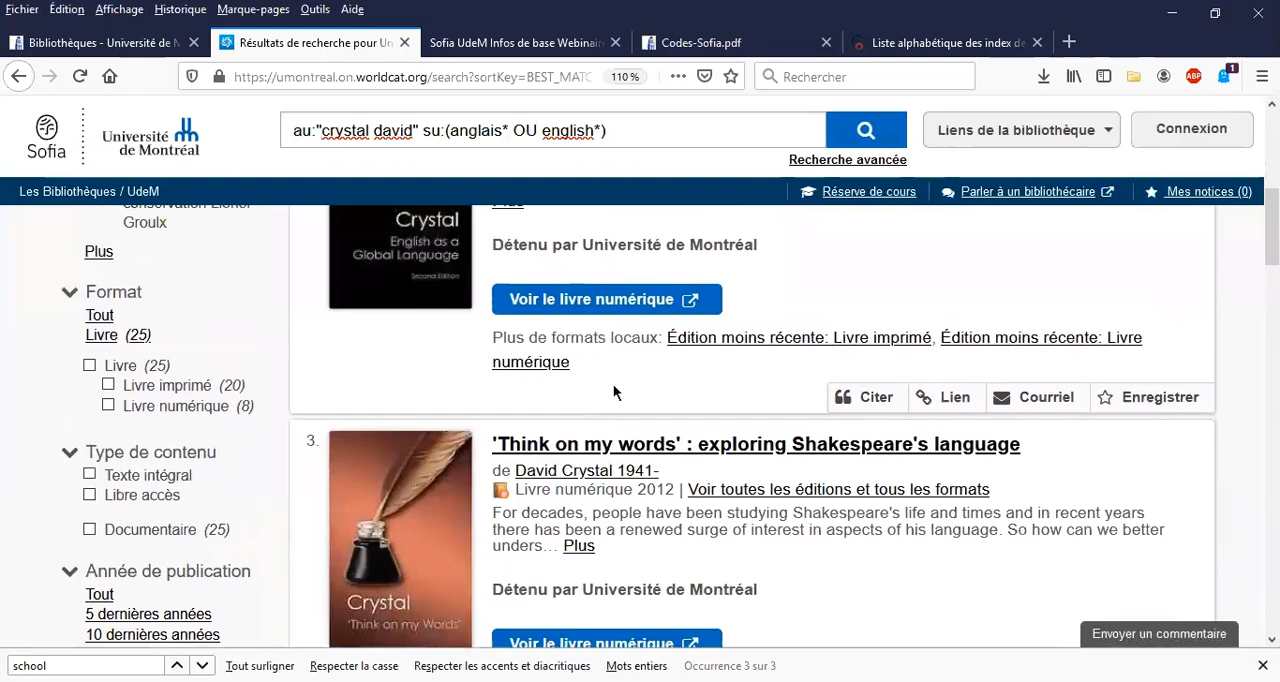 Fichier Édition Affichage Historique Marque-pages Outils Aide
Bibliothèques - Université de M
Résultats de recherche pour Un
Sofia UdeM Infos de base Webinair
Codes-Sofia.pdf
Liste alphabétique des index de
https://umontreal.on.worldcat.org/search?sortKey=BEST_MATC 110 % Rechercher
ABP 1
Sofia
Université de Montréal
au:"crystal david" su:(anglais* OU english*)
Liens de la bibliothèque
Connexion
Recherche avancée
Les Bibliothèques / UdeM
Réserve de cours
Parler à un bibliothécaire
Mes notices (0)
conservation Lionel-
Groulx
Plus
Format
Tout
Livre (25)
Livre (25)
Livre imprimé (20)
Livre numérique (8)
Type de contenu
Texte intégral
Libre accès
Documentaire (25)
Année de publication
Tout
5 dernières années
10 dernières années
Plus
Crystal
English as a
Global Language
Second Edition
Détenu par Université de Montréal
Voir le livre numérique
Plus de formats locaux: Édition moins récente: Livre imprimé, Édition moins récente: Livre
numérique
Citer Lien Courriel Enregistrer
3.
Crystal
'Think on my Words'
'Think on my words' : exploring Shakespeare's language
de David Crystal 1941-
Livre numérique 2012 | Voir toutes les éditions et tous les formats
For decades, people have been studying Shakespeare's life and times and in recent years
there has been a renewed surge of interest in aspects of his language. So how can we better
unders… Plus
Détenu par Université de Montréal
Voir le livre numérique
Envoyer un commentaire
school Tout surligner Respecter la casse Respecter les accents et diacritiques Mots entiers Occurrence 3 sur 3